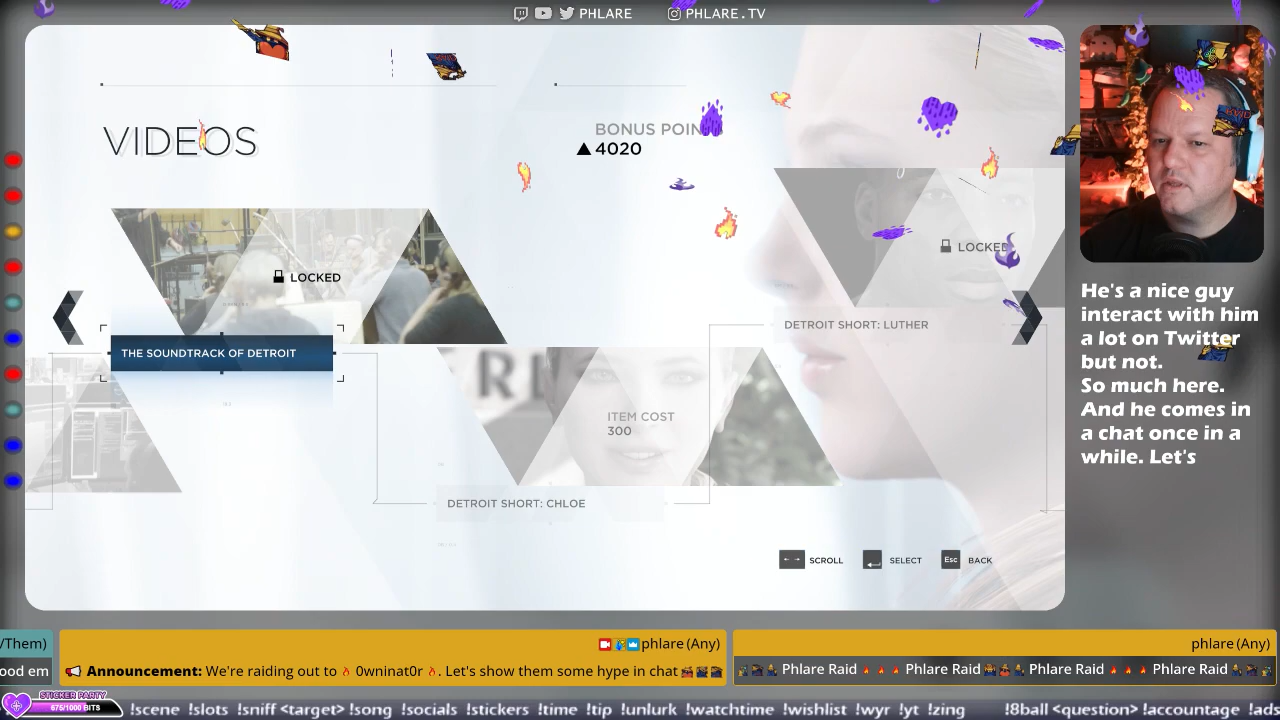 PHLARE
PHLARE.TV
VIDEOS
BONUS POIN
4020
LOCKED
THE SOUNDTRACK OF DETROIT
ITEM COST
300
DETROIT SHORT: CHLOE
LOCKED
DETROIT SHORT: LUTHER
SCROLL
SELECT
Esc BACK
He's a nice guy
interact with him
a lot on Twitter
but not.
So much here.
And he comes in
a chat once in a
while. Let's
/Them)
ood em
phlare (Any)
Announcement: We're raiding out to 🔥 0wninat0r 🔥. Let's show them some hype in chat
phlare (Any)
Phlare Raid 🔥🔥🔥 Phlare Raid Phlare Raid 🔥🔥🔥 Phlare Raid
STICKER PARTY
675/1000 BITS
!scene !slots !sniff <target> !song !socials !stickers !time !tip !unlurk !watchtime !wishlist !wyr !yt !zing !8ball <question> !accountage !ads